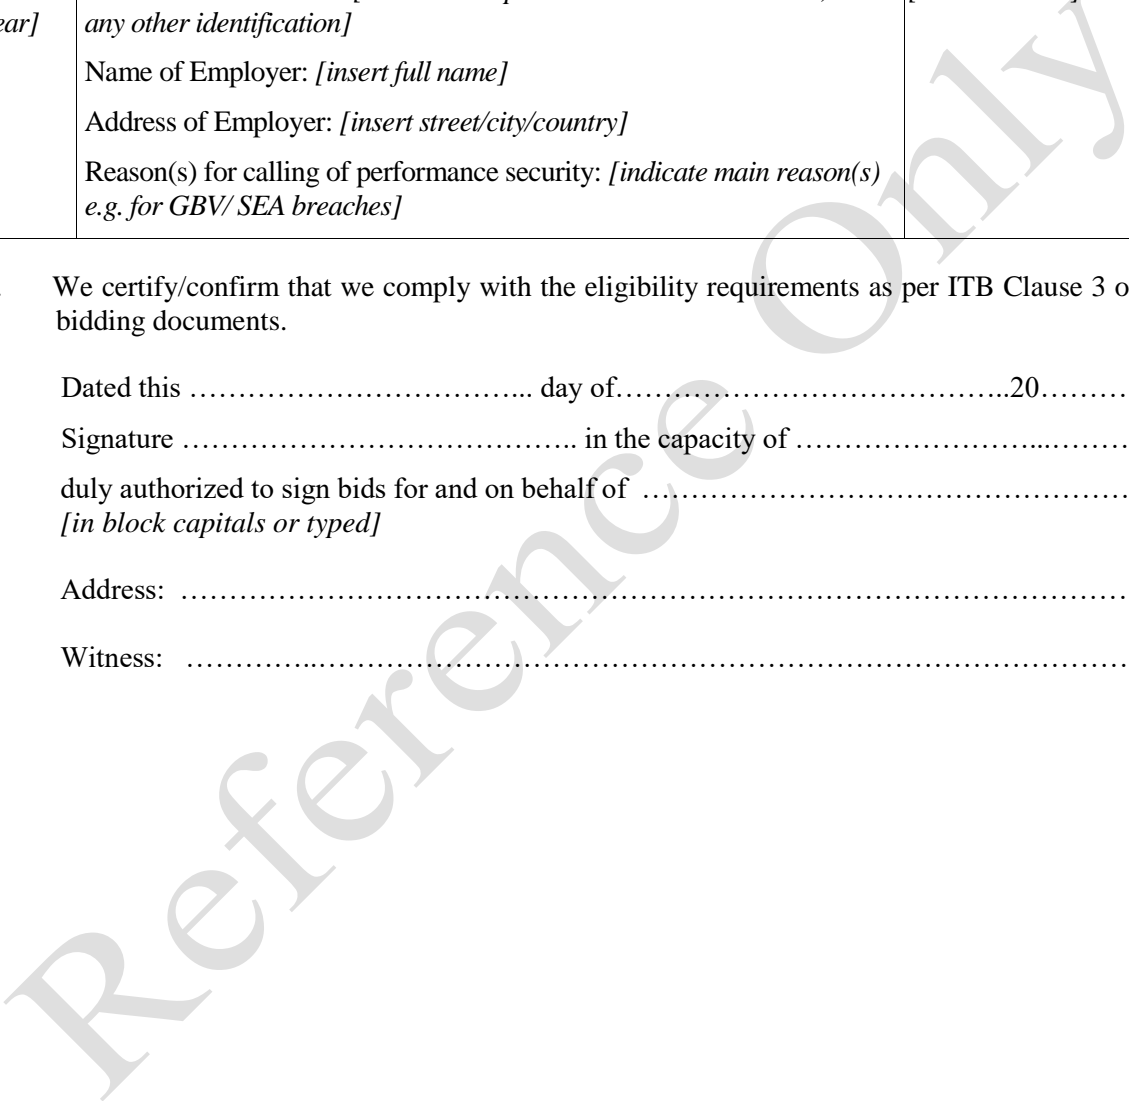 ear]
any other identification]
Name of Employer: [insert full name]
Address of Employer: [insert street/city/country]
Reason(s) for calling of performance security: [indicate main reason(s)
e.g. for GBV/ SEA breaches]
We certify/confirm that we comply with the eligibility requirements as per ITB Clause 3 o
bidding documents.
Dated this ……………………………... day of…………………………………..20………
Signature ………………………………….. in the capacity of ……………………...………
duly authorized to sign bids for and on behalf of …………………………………………
[in block capitals or typed]
Address: ……………………………………………………………………………………
Witness: …………..………………………………………………………………………
Reference Only